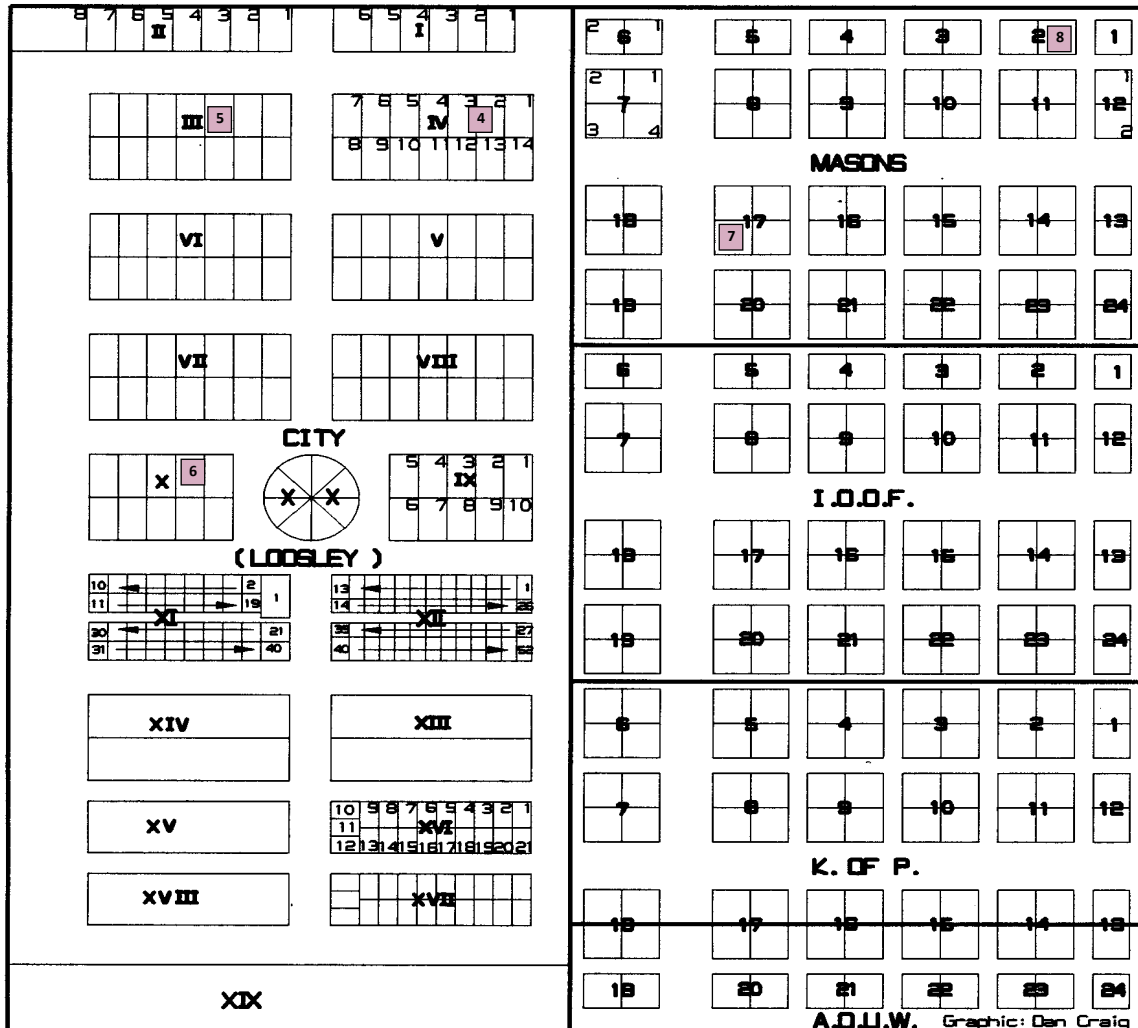 8 7 6 5 4 3 2 1
II
6 5 4 3 2 1
I
III 5
7 6 5 4 3 2 1
IV 4
8 9 10 11 12 13 14
VI V
VII VIII
CITY
X 6
X X
5 4 3 2 1
IX
6 7 8 9 10
(LOOSLEY)
10 2 1
11 19
XI
30 21
31 40
13 1
14 26
XII
35 27
40 52
XIV XIII
XV
10 9 8 7 6 5 4 3 2 1
11 XVI
12 13 14 15 16 17 18 19 20 21
XVIII XVII
XIX
2 6 1 5 4 3 2 8 1
2 1 1
7 8 9 10 11 12
3 4 2
MASONS
18 17 16 15 14 13
7
19 20 21 22 23 24
6 5 4 3 2 1
7 8 9 10 11 12
I.O.O.F.
18 17 16 15 14 13
19 20 21 22 23 24
6 5 4 3 2 1
7 8 9 10 11 12
K. OF P.
18 17 16 15 14 13
19 20 21 22 23 24
A.O.U.W. Graphic: Dan Craig